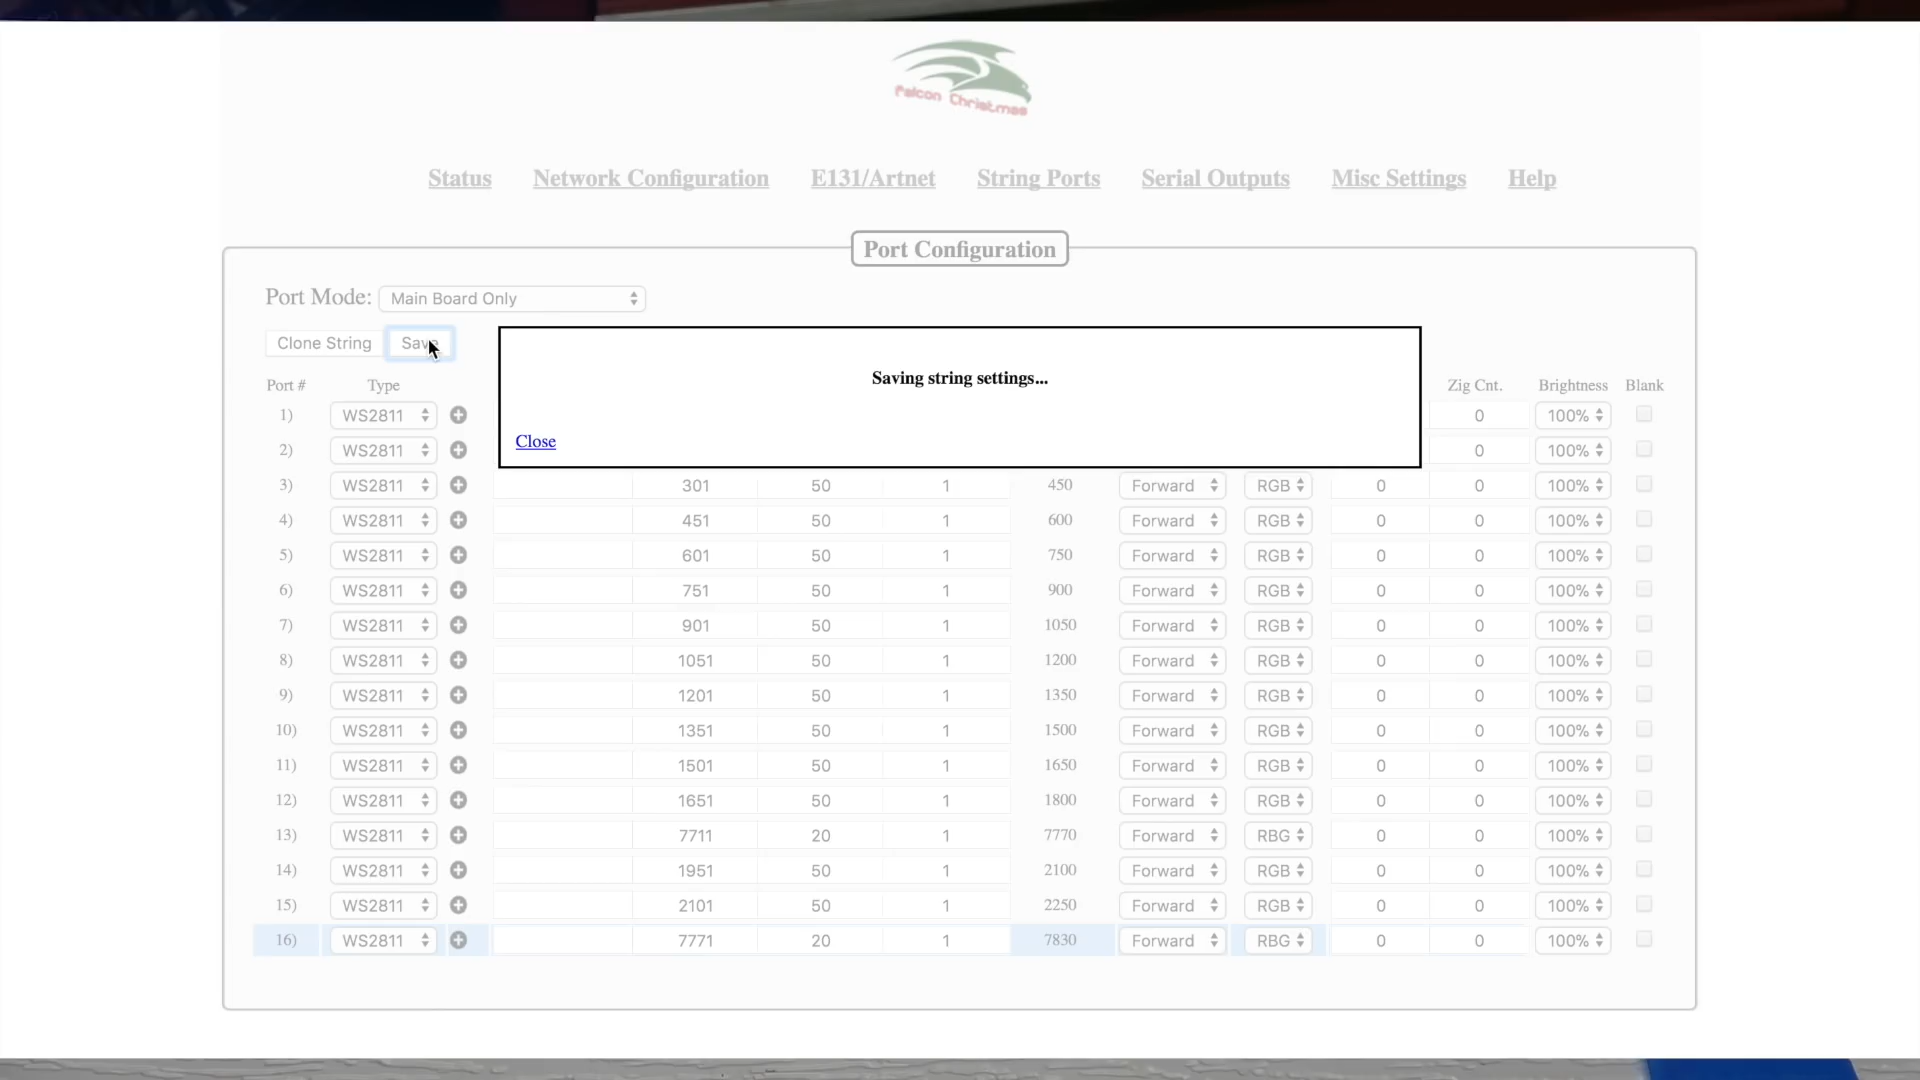 Falcon Christmas
Status Network Configuration E131/Artnet String Ports Serial Outputs Misc Settings Help
Port Configuration
Port Mode: Main Board Only
Clone String Save
Saving string settings...
Close
Port # Type Zig Cnt. Brightness Blank
1) WS2811 0 100%
2) WS2811 0 100%
3) WS2811 301 50 1 450 Forward RGB 0 0 100%
4) WS2811 451 50 1 600 Forward RGB 0 0 100%
5) WS2811 601 50 1 750 Forward RGB 0 0 100%
6) WS2811 751 50 1 900 Forward RGB 0 0 100%
7) WS2811 901 50 1 1050 Forward RGB 0 0 100%
8) WS2811 1051 50 1 1200 Forward RGB 0 0 100%
9) WS2811 1201 50 1 1350 Forward RGB 0 0 100%
10) WS2811 1351 50 1 1500 Forward RGB 0 0 100%
11) WS2811 1501 50 1 1650 Forward RGB 0 0 100%
12) WS2811 1651 50 1 1800 Forward RGB 0 0 100%
13) WS2811 7711 20 1 7770 Forward RBG 0 0 100%
14) WS2811 1951 50 1 2100 Forward RGB 0 0 100%
15) WS2811 2101 50 1 2250 Forward RGB 0 0 100%
16) WS2811 7771 20 1 7830 Forward RBG 0 0 100%